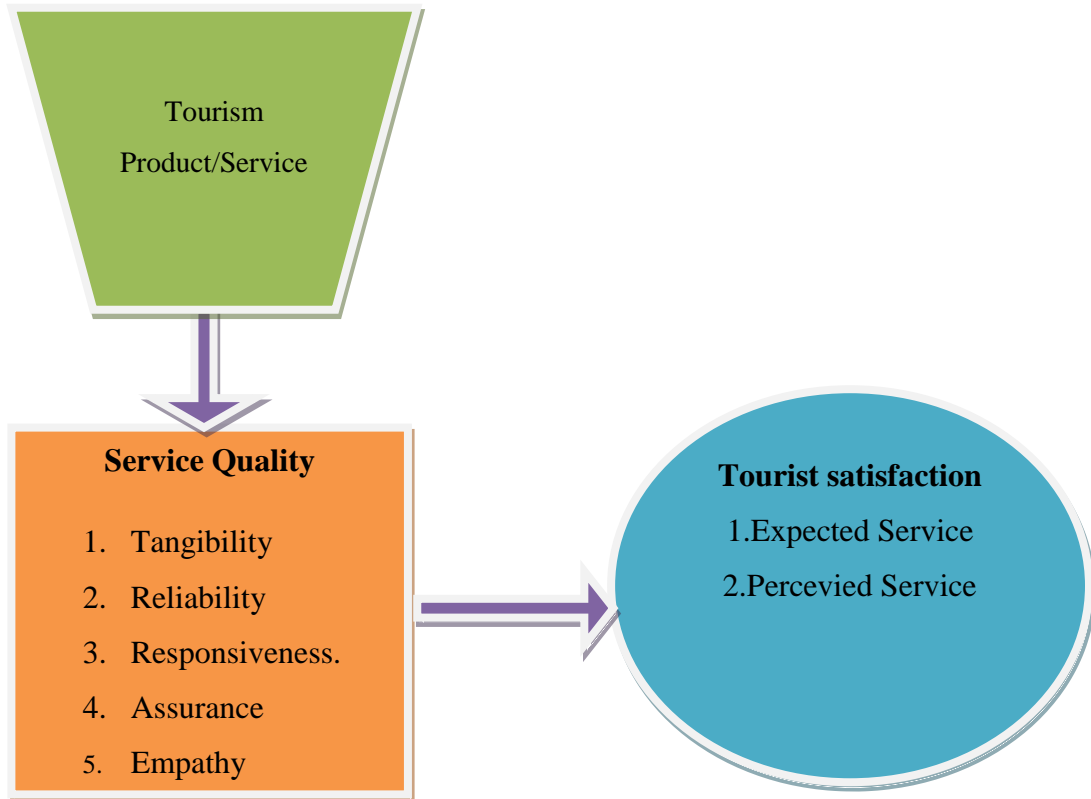 Tourism
Product/Service
Service Quality
1. Tangibility
2. Reliability
3. Responsiveness.
4. Assurance
5. Empathy
Tourist satisfaction
1.Expected Service
2.Percevied Service